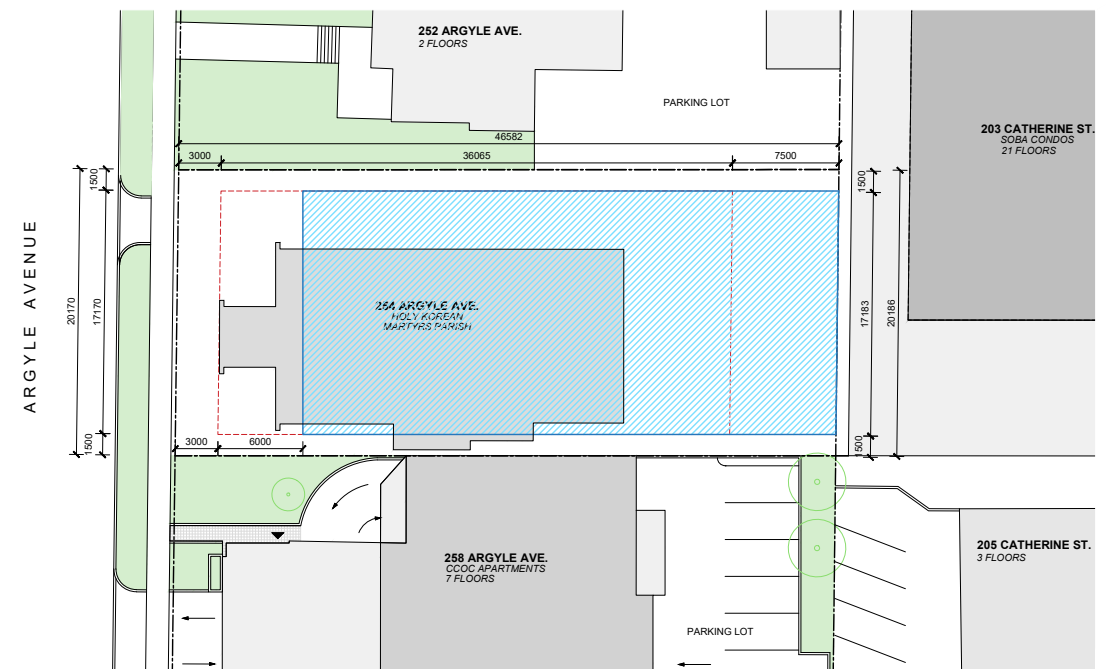 252 ARGYLE AVE.
2 FLOORS
PARKING LOT
203 CATHERINE ST.
SOBA CONDOS
21 FLOORS
46582
3000
36065
7500
1500
1500
ARGYLE AVENUE
20170
17170
264 ARGYLE AVE.
HOLY KOREAN
MARTYRS PARISH
17183
20186
1500
3000
6000
1500
258 ARGYLE AVE.
CCOC APARTMENTS
7 FLOORS
205 CATHERINE ST.
3 FLOORS
PARKING LOT